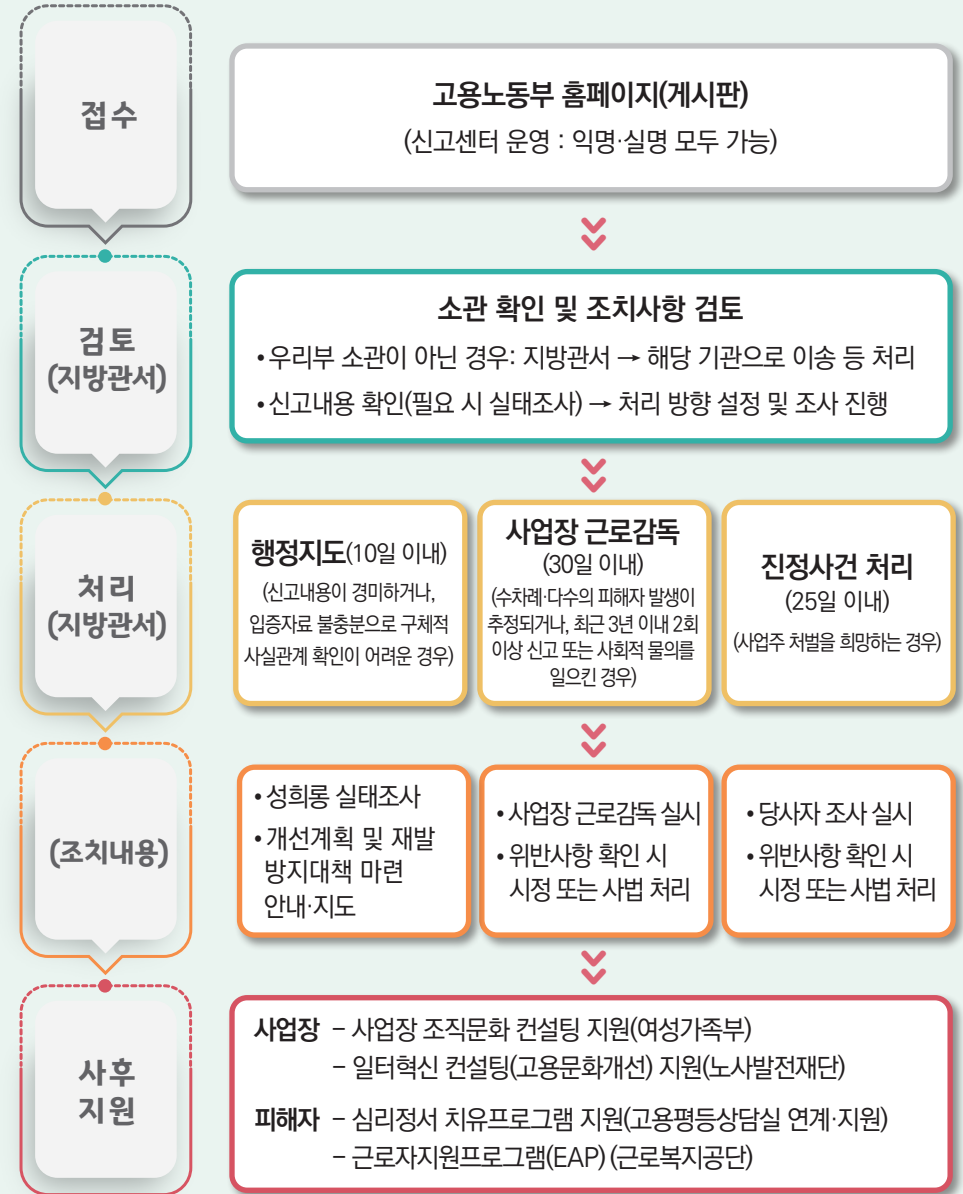 접수
고용노동부 홈페이지(게시판)
(신고센터 운영 : 익명·실명 모두 가능)
검토
(지방관서)
소관 확인 및 조치사항 검토
•우리부 소관이 아닌 경우: 지방관서 → 해당 기관으로 이송 등 처리
•신고내용 확인(필요 시 실태조사) → 처리 방향 설정 및 조사 진행
처리
(지방관서)
행정지도(10일 이내)
(신고내용이 경미하거나,
입증자료 불충분으로 구체적
사실관계 확인이 어려운 경우)
사업장 근로감독
(30일 이내)
(수차례·다수의 피해자 발생이
추정되거나, 최근 3년 이내 2회
이상 신고 또는 사회적 물의를
일으킨 경우)
진정사건 처리
(25일 이내)
(사업주 처벌을 희망하는 경우)
(조치내용)
•성희롱 실태조사
•개선계획 및 재발
방지대책 마련
안내·지도
•사업장 근로감독 실시
•위반사항 확인 시
시정 또는 사법 처리
•당사자 조사 실시
•위반사항 확인 시
시정 또는 사법 처리
사후
지원
사업장 – 사업장 조직문화 컨설팅 지원(여성가족부)
– 일터혁신 컨설팅(고용문화개선) 지원(노사발전재단)
피해자 – 심리정서 치유프로그램 지원(고용평등상담실 연계·지원)
– 근로자지원프로그램(EAP) (근로복지공단)